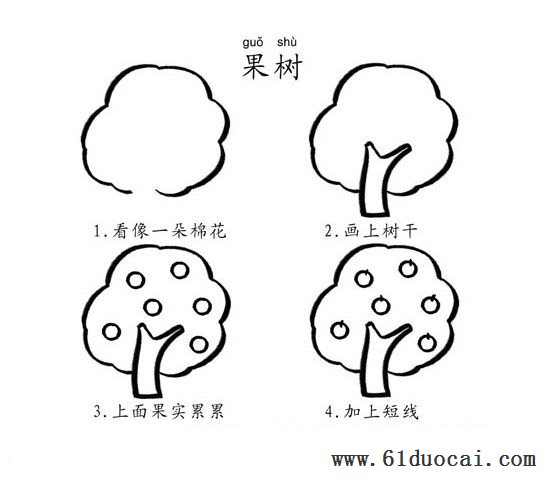 guǒ shù
果树
1.看像一朵棉花
2.画上树干
3.上面果实累累
4.加上短线
www.61duocai.com